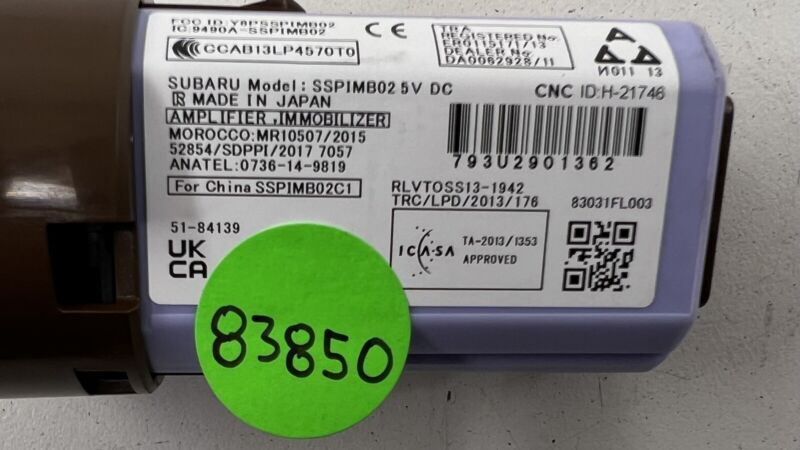 FCC ID: Y8PSSPIMB02
IC:9490A-SSPIMB02
CCAB13LP4570T0
CE
TRA
REGISTERED No:
ER0115171/13
DEALER No:
DA0062928/11
И011 13
SUBARU Model: SSPIMB02 5V DC
R MADE IN JAPAN
AMPLIFIER, IMMOBILIZER
CNC ID:H-21746
MOROCCO:MR10507/2015
52854/SDPPI/2017 7057
ANATEL:0736-14-9819
793U2901362
For China SSPIMB02C1
RLVTOSS13-1942
TRC/LPD/2013/176
83031FL003
51-84139
UK
CA
ICASA
TA-2013/1353
APPROVED
83850